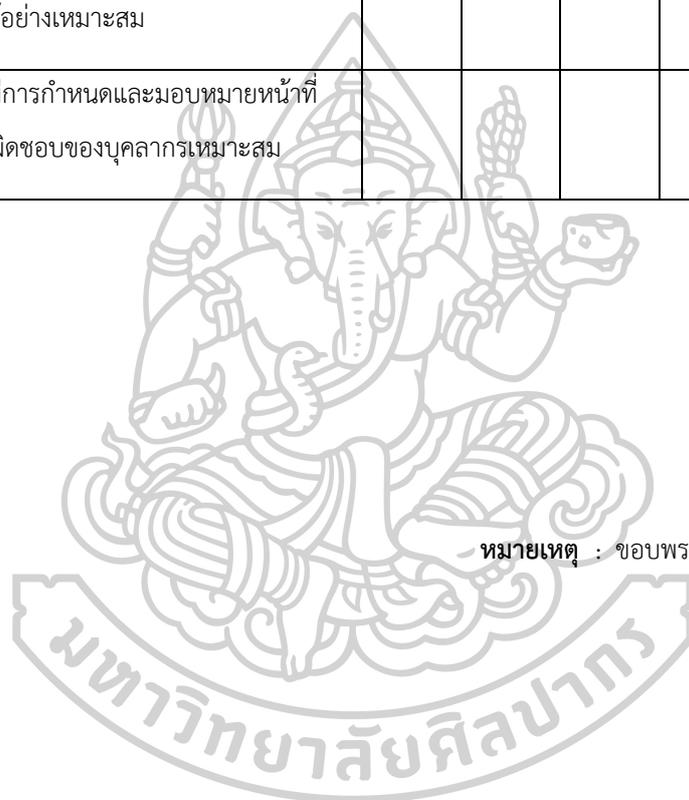 อย่างเหมาะสม
การกำหนดและมอบหมายหน้าที่
ผิดชอบของบุคลากรเหมาะสม
หมายเหตุ : ขอบพร
มหาวิทยาลัยศิลปากร